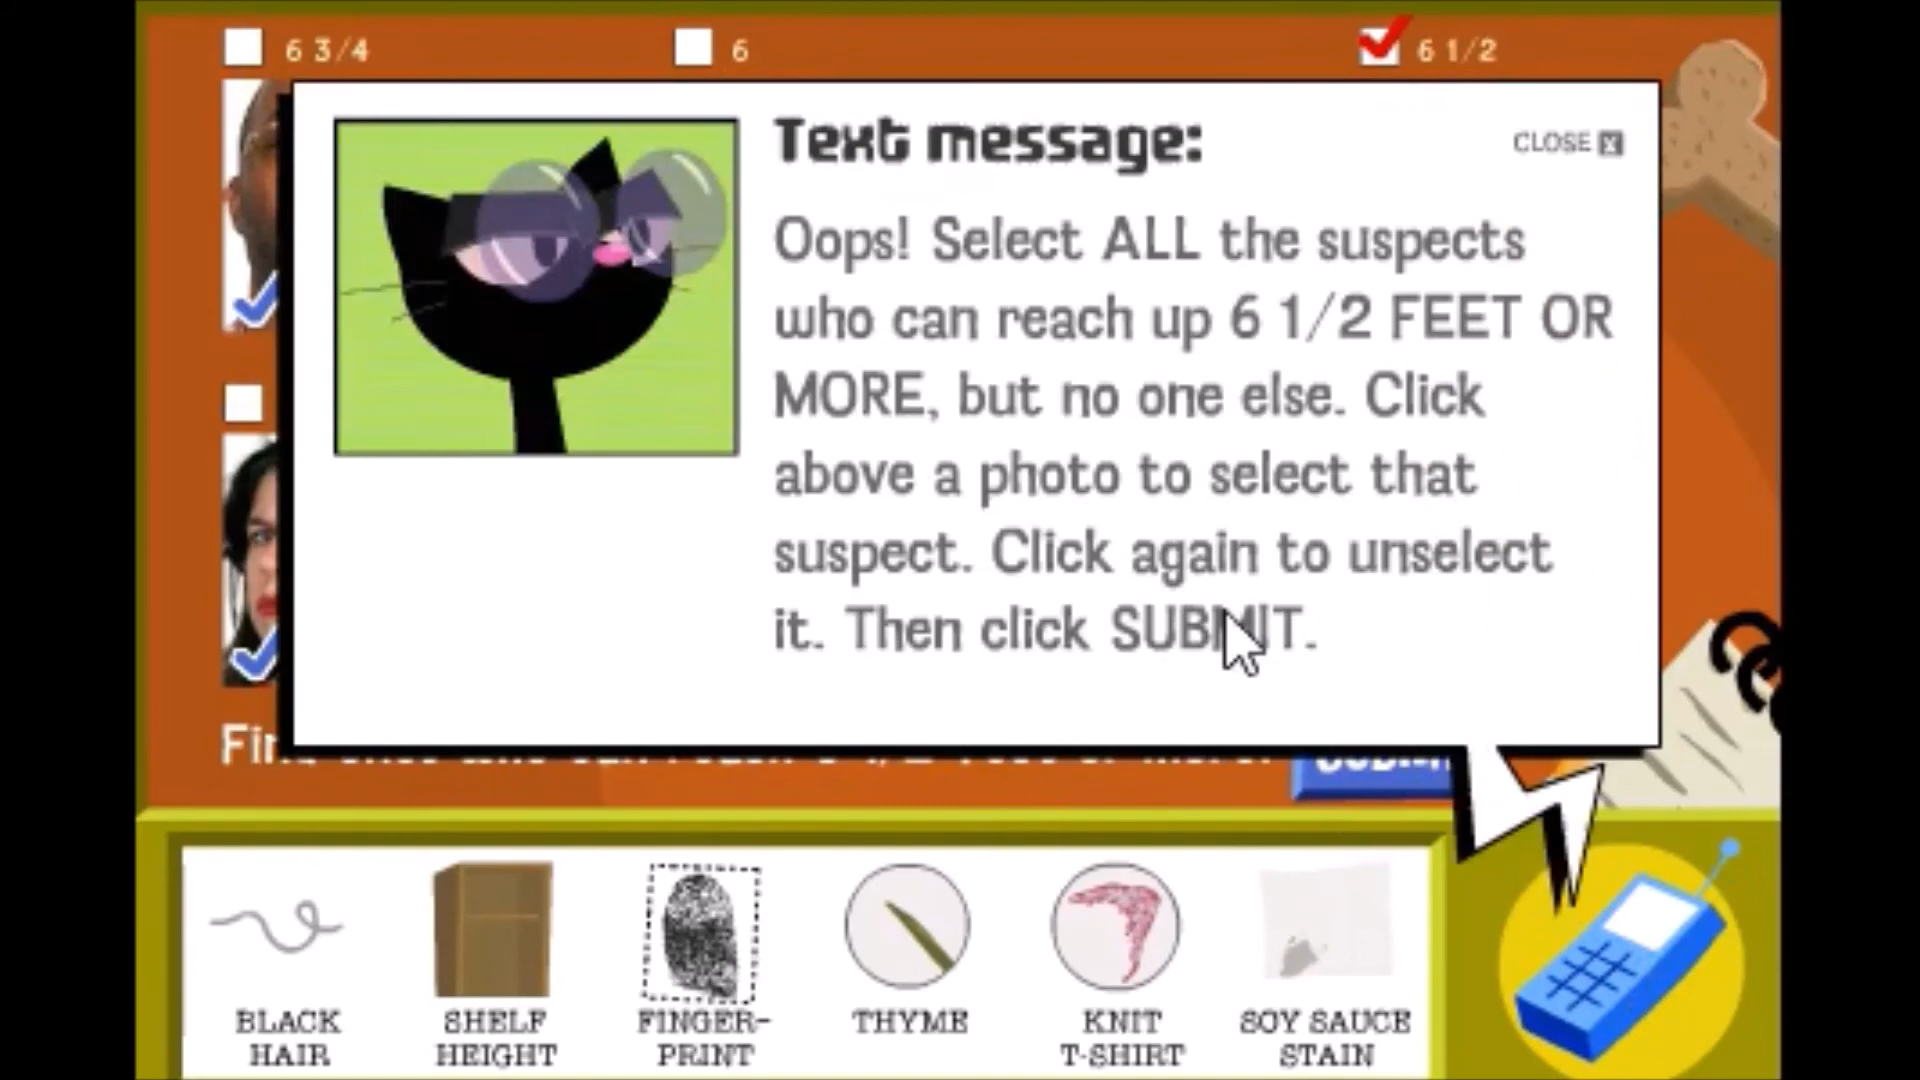 6 3/4 6 6 1/2
Text message:
CLOSE X
Oops! Select ALL the suspects
who can reach up 6 1/2 FEET OR
MORE, but no one else. Click
above a photo to select that
suspect. Click again to unselect
it. Then click SUBMIT.
BLACK HAIR
SHELF HEIGHT
FINGER-PRINT
THYME
KNIT T-SHIRT
SOY SAUCE STAIN